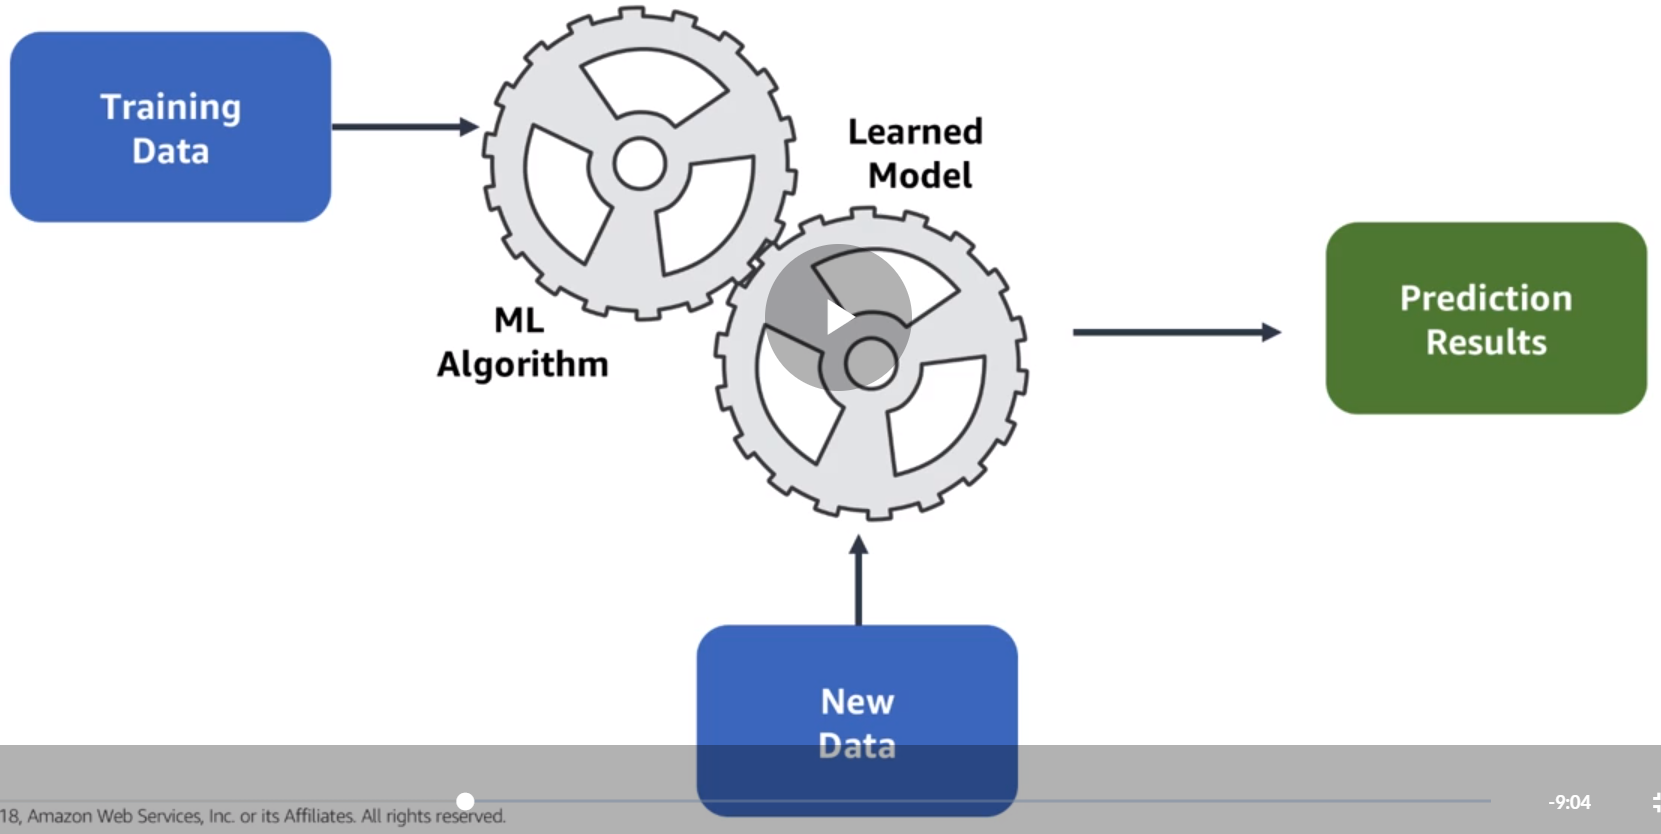 Training
Data
Learned
Model
ML
Algorithm
Prediction
Results
New
Data
-9:04
18, Amazon Web Services, Inc. or its Affiliates. All rights reserved.